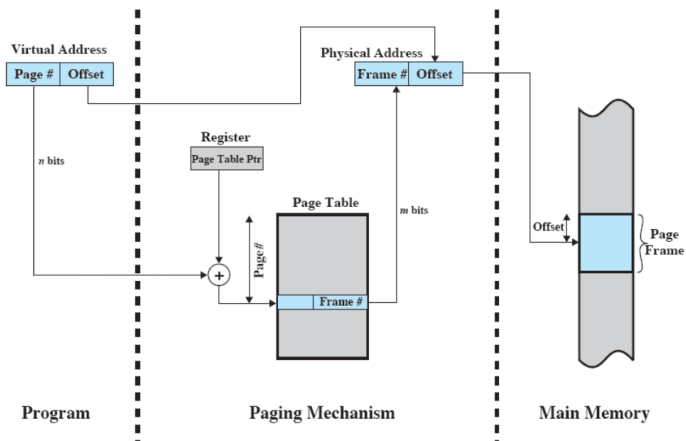 Virtual Address
Page # Offset
n bits
Register
Page Table Ptr
Page Table
Page#
+
Frame #
m bits
Physical Address
Frame # Offset
Offset
Page
Frame
Program
Paging Mechanism
Main Memory